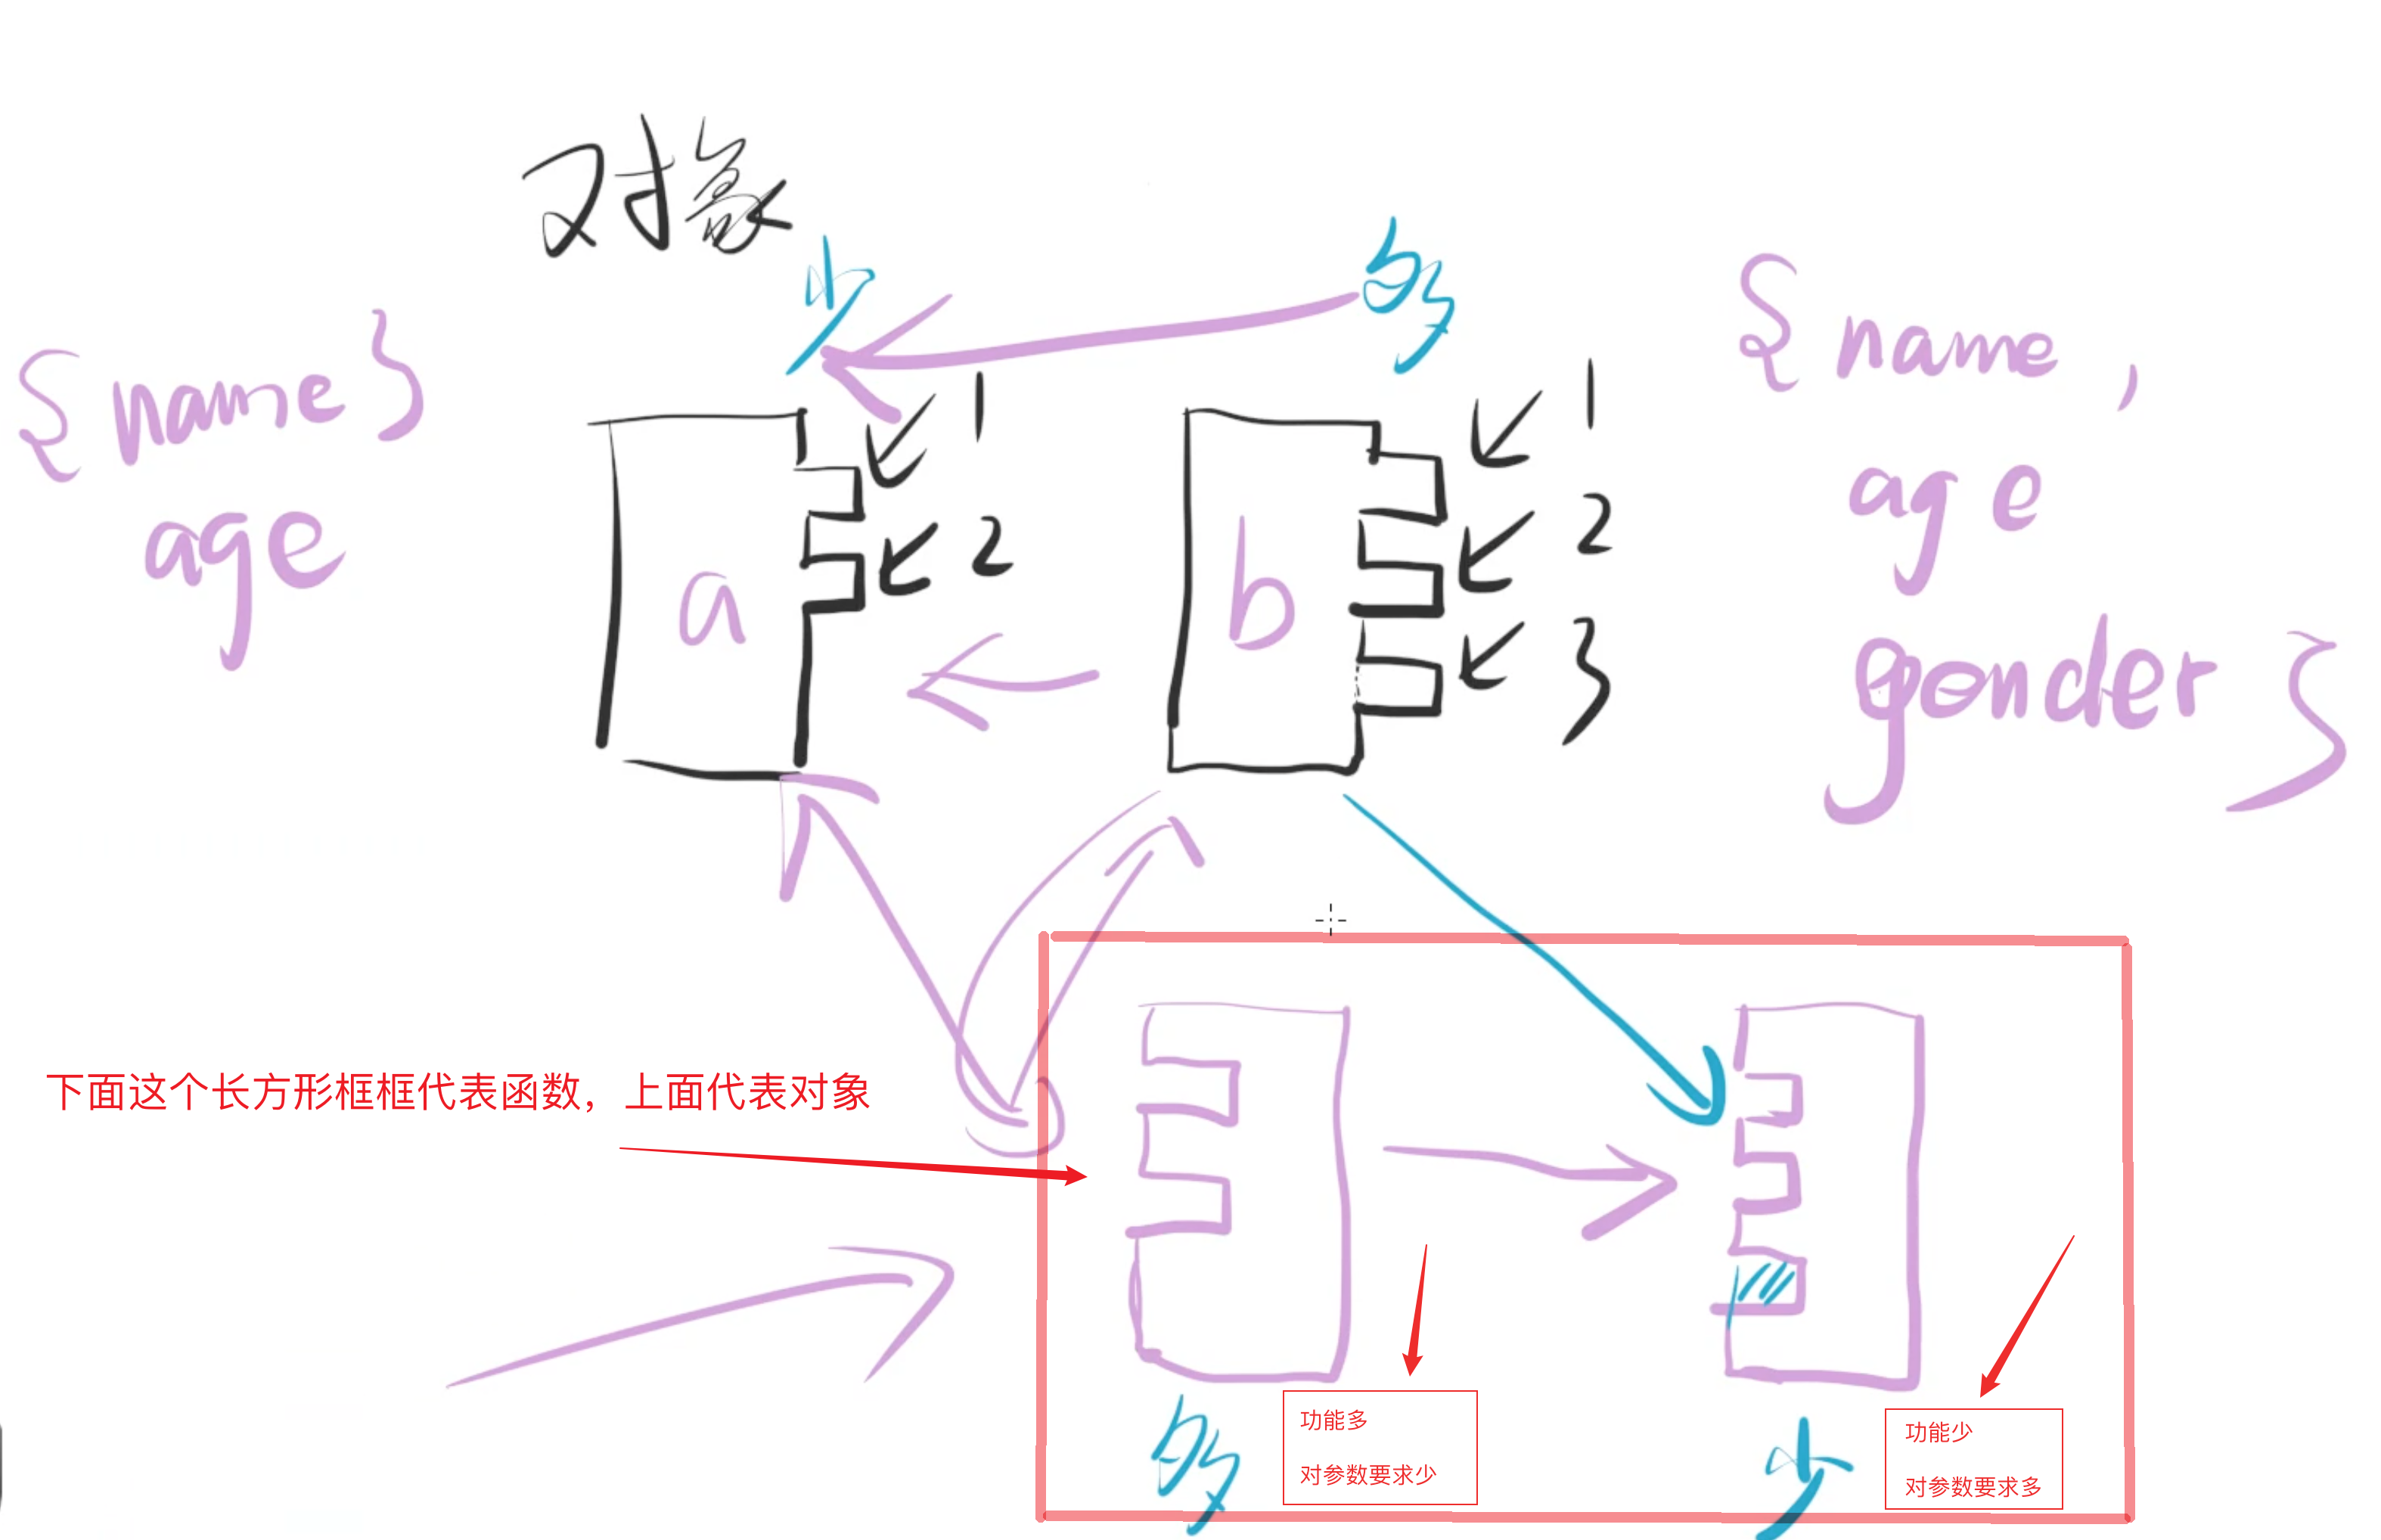 对象
少
多
{ name }
age
{ name ,
age
gender }
1
2
1
2
3
a
b
下面这个长方形框框代表函数，上面代表对象
多
功能多
对参数要求少
少
功能少
对参数要求多